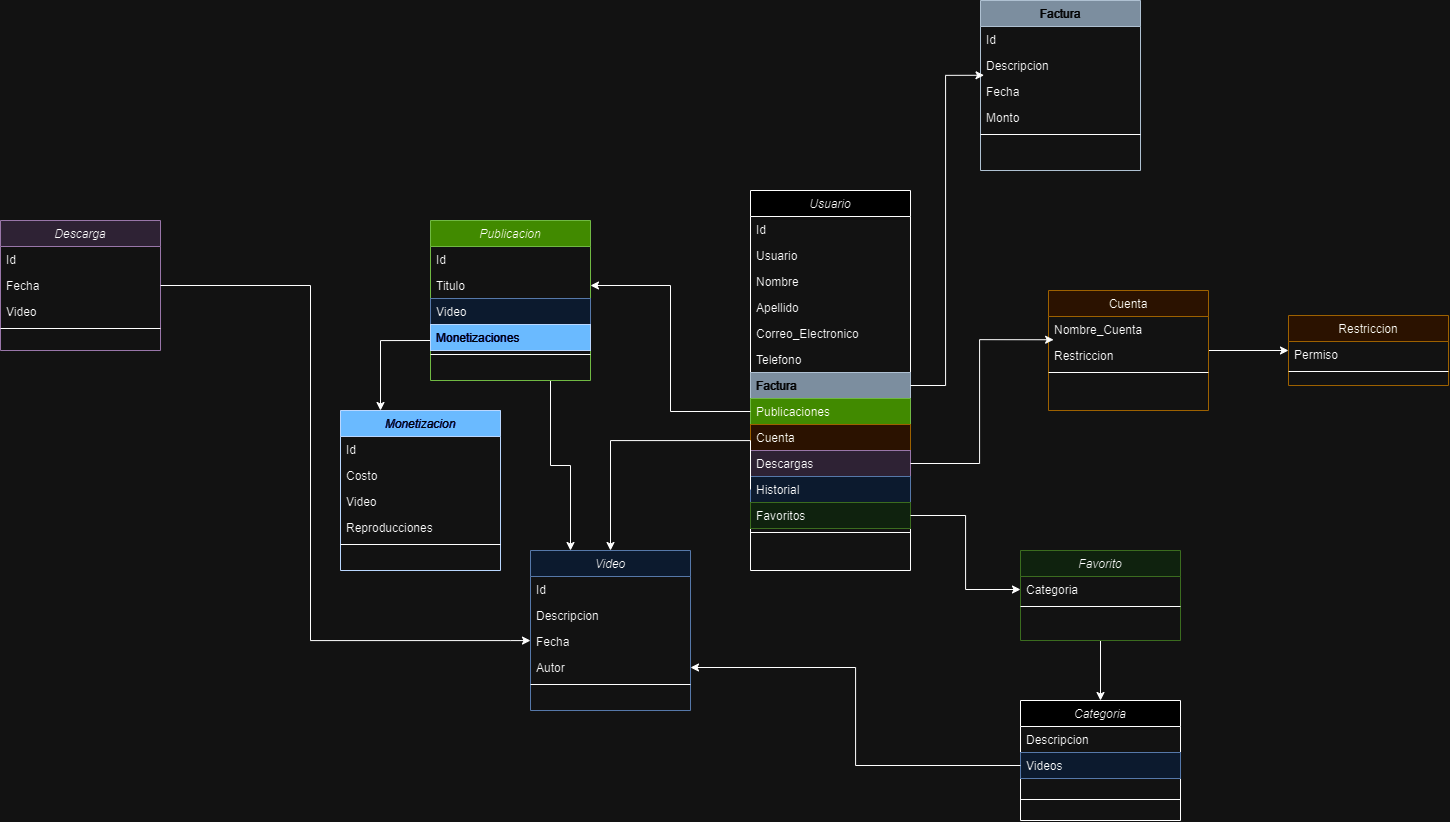 Factura
Id
Descripcion
Fecha
Monto
Usuario
Id
Usuario
Nombre
Apellido
Correo_Electronico
Telefono
Factura
Publicaciones
Cuenta
Descargas
Historial
Favoritos
Descarga
Id
Fecha
Video
Publicacion
Id
Titulo
Video
Monetizaciones
Cuenta
Nombre_Cuenta
Restriccion
Restriccion
Permiso
Monetizacion
Id
Costo
Video
Reproducciones
Video
Id
Descripcion
Fecha
Autor
Favorito
Categoria
Categoria
Descripcion
Videos